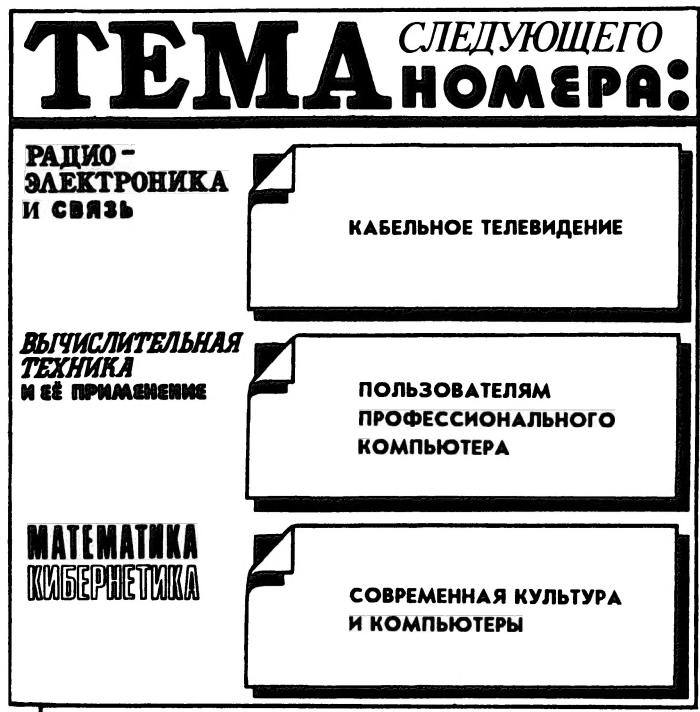 ТЕМА СЛЕДУЮЩЕГО
НОМЕРА:
РАДИО-
ЭЛЕКТРОНИКА
И СВЯЗЬ
КАБЕЛЬНОЕ ТЕЛЕВИДЕНИЕ
ВЫЧИСЛИТЕЛЬНАЯ
ТЕХНИКА
И ЕЁ ПРИМЕНЕНИЕ
ПОЛЬЗОВАТЕЛЯМ
ПРОФЕССИОНАЛЬНОГО
КОМПЬЮТЕРА
МАТЕМАТИКА
КИБЕРНЕТИКА
СОВРЕМЕННАЯ КУЛЬТУРА
И КОМПЬЮТЕРЫ